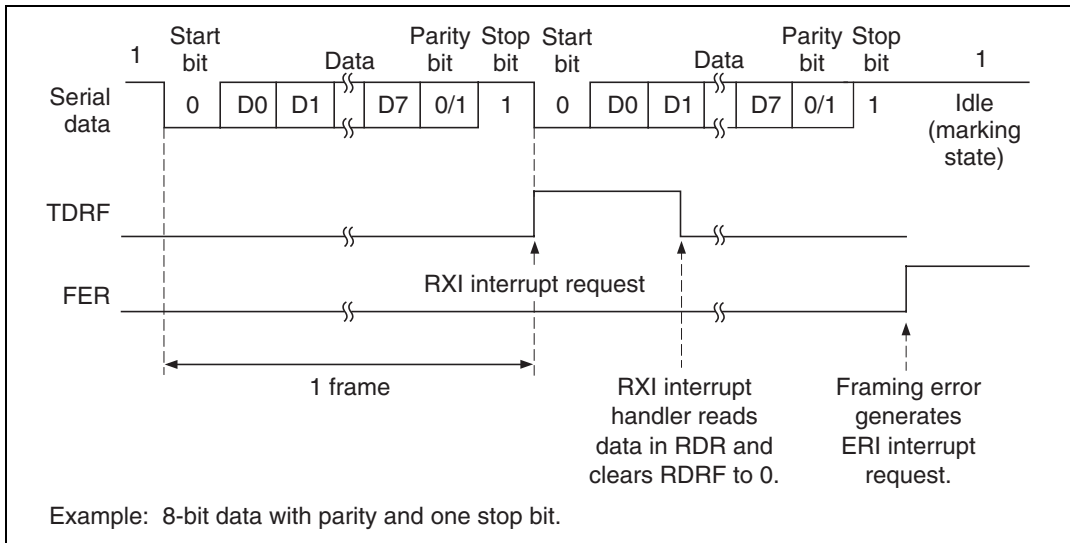 1 Start bit Data Parity bit Stop bit Start bit Data Parity bit Stop bit 1
Serial data 0 D0 D1 D7 0/1 1 0 D0 D1 D7 0/1 1 Idle (marking state)
TDRF
RXI interrupt request
FER
1 frame
RXI interrupt handler reads data in RDR and clears RDRF to 0.
Framing error generates ERI interrupt request.
Example: 8-bit data with parity and one stop bit.